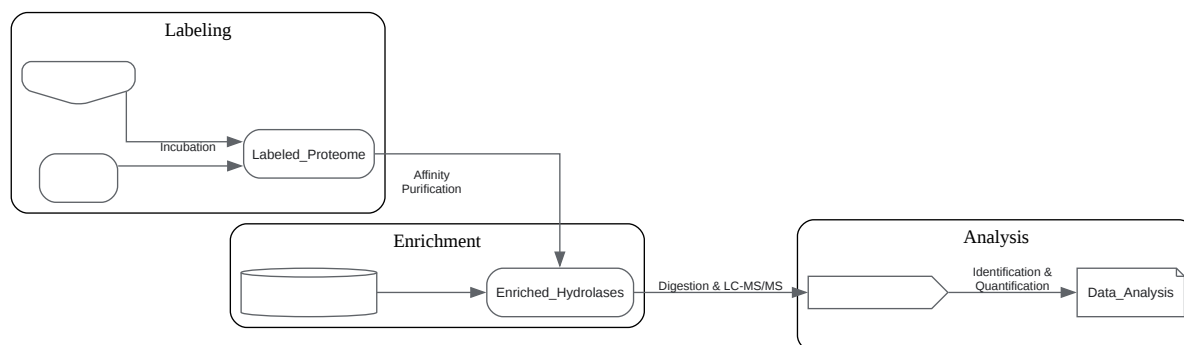 Labeling
Incubation
Labeled_Proteome
Affinity
Purification
Enrichment
Enriched_Hydrolases
Digestion & LC-MS/MS
Analysis
Identification &
Quantification
Data_Analysis